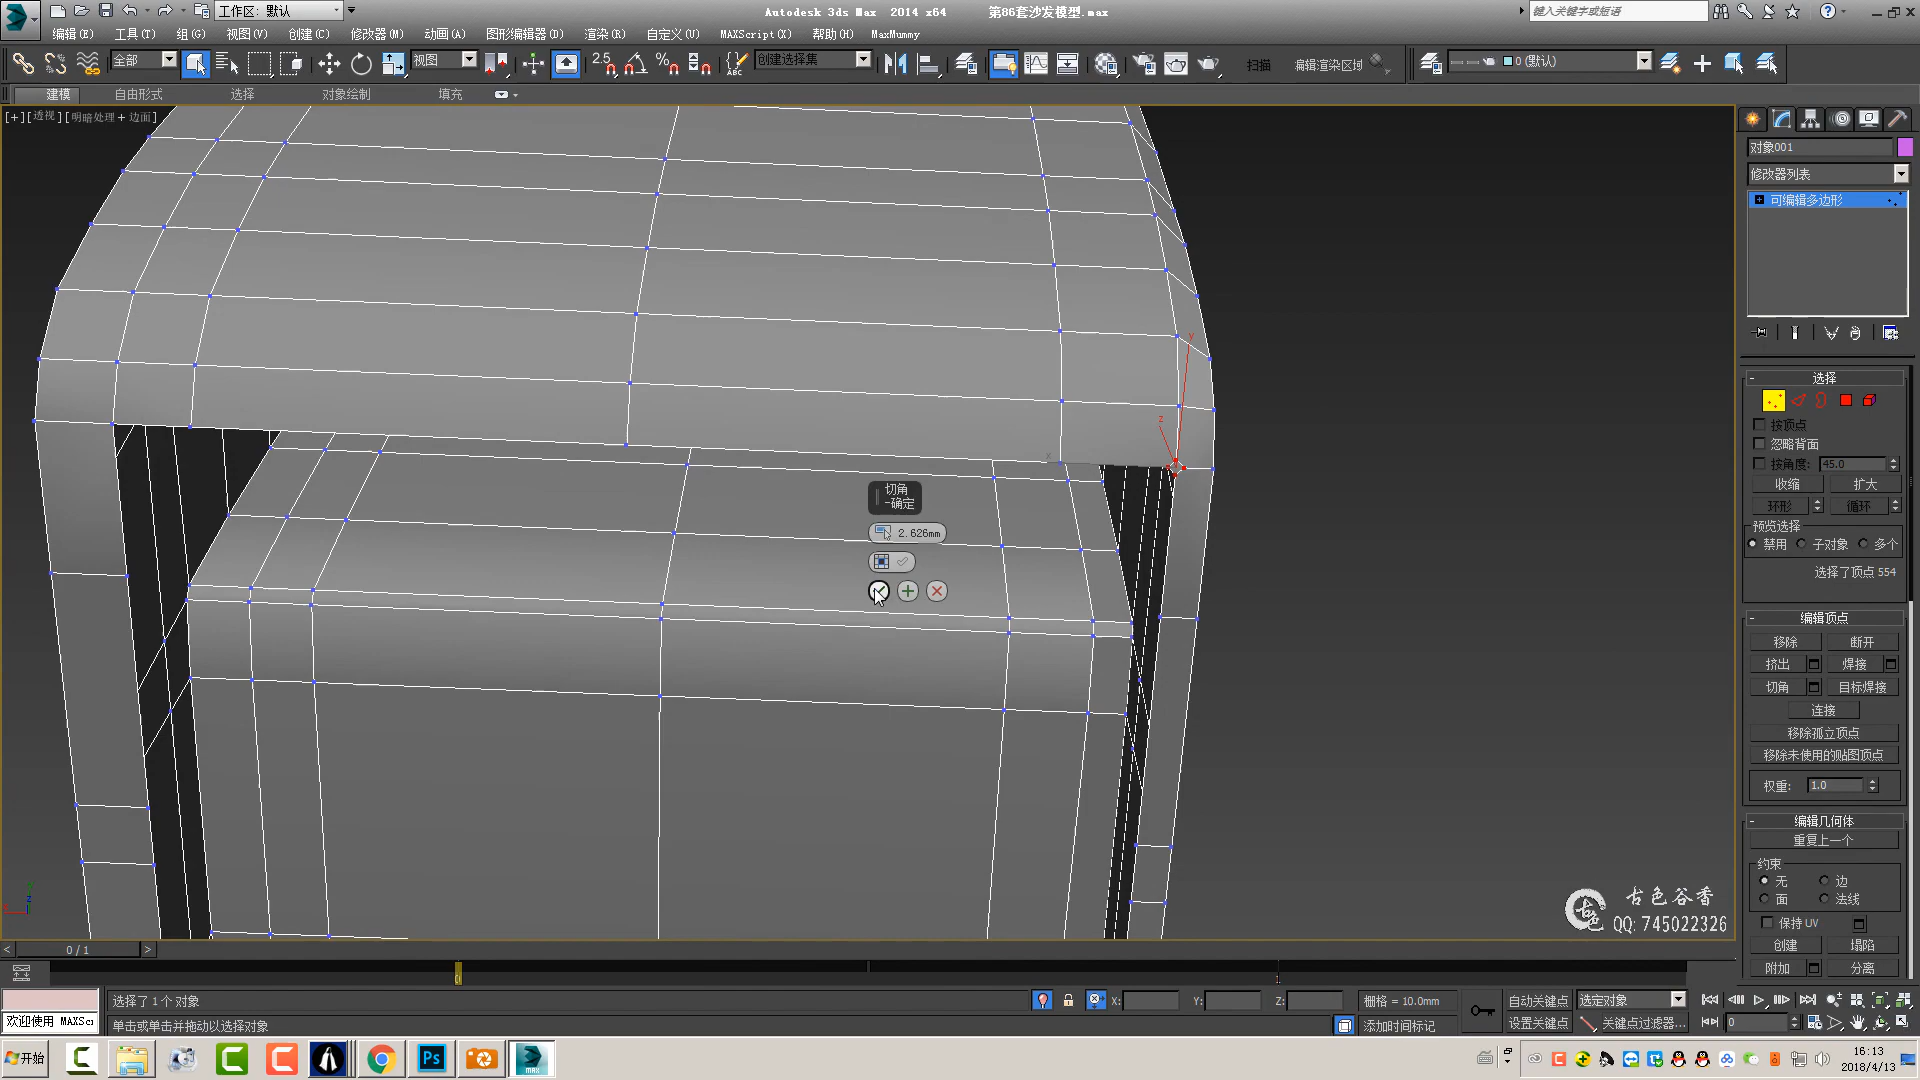 工作区: 默认
Autodesk 3ds Max  2014 x64    第86套沙发模型.max
键入关键字或短语
编辑(E) 工具(T) 组(G) 视图(V) 创建(C) 修改器(M) 动画(A) 图形编辑器(D) 渲染(R) 自定义(U) MAXScript(X) 帮助(H) MaxMummy
全部 视图 2.5 创建选择集 扫描 编辑渲染区域 0 (默认)
建模 自由形式 选择 对象绘制 填充
[+][透视][明暗处理 + 边面]
对象001
修改器列表
可编辑多边形
选择
按顶点
忽略背面
按角度: 45.0
收缩 扩大
环形 循环
预览选择
禁用 子对象 多个
选择了顶点 554
编辑顶点
移除 断开
挤出 焊接
切角 目标焊接
连接
移除孤立顶点
移除未使用的贴图顶点
权重: 1.0
编辑几何体
重复上一个
约束
无 边
面 法线
保持 UV
创建 塌陷
附加 分离
y
z
x
切角
-确定
2.626mm
古色谷香
QQ: 745022326
< 0 / 1 >
选择了 1 个 对象 X: Y: Z: 栅格 = 10.0mm 自动关键点 选定对象
欢迎使用 MAXScr 单击或单击并拖动以选择对象 添加时间标记 设置关键点 关键点过滤器... 0
开始
Ps
MAX
16:13
2018/4/13